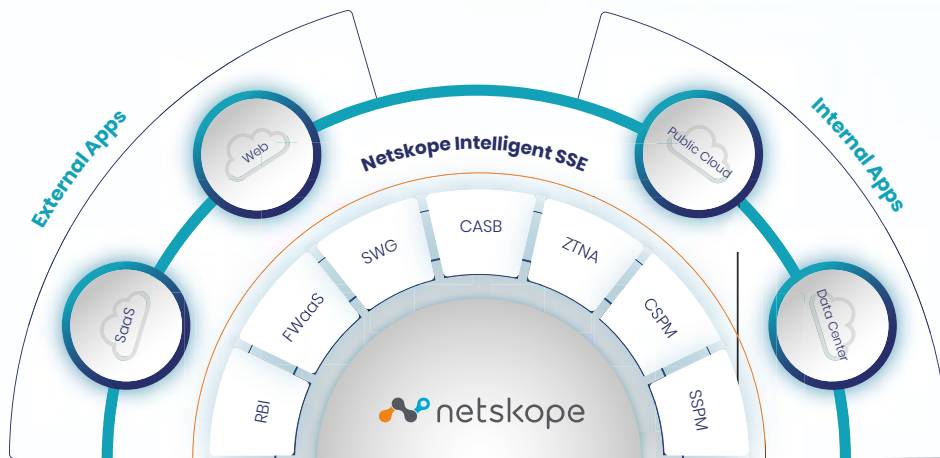 External Apps
Internal Apps
Web
Public Cloud
SaaS
Data Center
Netskope Intelligent SSE
RBI
FWaaS
SWG
CASB
ZTNA
CSPM
SSPM
netskope